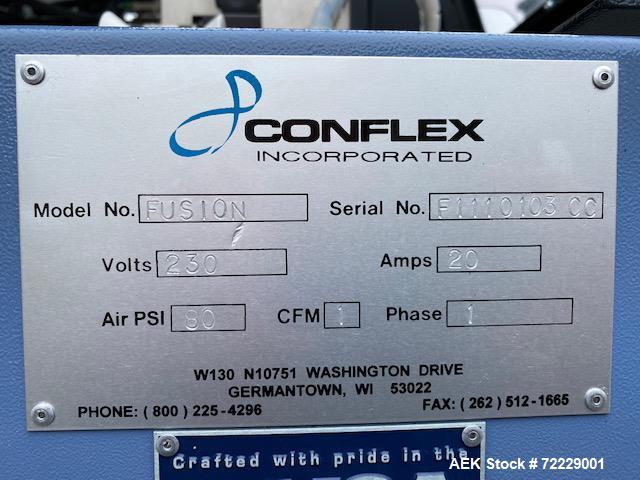 CONFLEX
INCORPORATED
Model No. FUSION Serial No. F1110103 CC
Volts 230 Amps 20
Air PSI 80 CFM 1 Phase 1
W130 N10751 WASHINGTON DRIVE
GERMANTOWN, WI 53022
PHONE: (800) 225-4296 FAX: (262) 512-1665
Crafted with pride in the
AEK Stock # 72229001